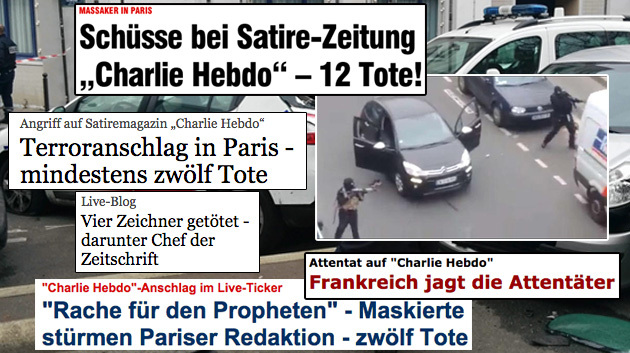 MASSAKER IN PARIS
Schüsse bei Satire-Zeitung
„Charlie Hebdo“ – 12 Tote!
Angriff auf Satiremagazin „Charlie Hebdo“
Terroranschlag in Paris -
mindestens zwölf Tote
Live-Blog
Vier Zeichner getötet -
darunter Chef der
Zeitschrift
Attentat auf "Charlie Hebdo"
Frankreich jagt die Attentäter
"Charlie Hebdo"-Anschlag im Live-Ticker
"Rache für den Propheten" - Maskierte
stürmen Pariser Redaktion - zwölf Tote